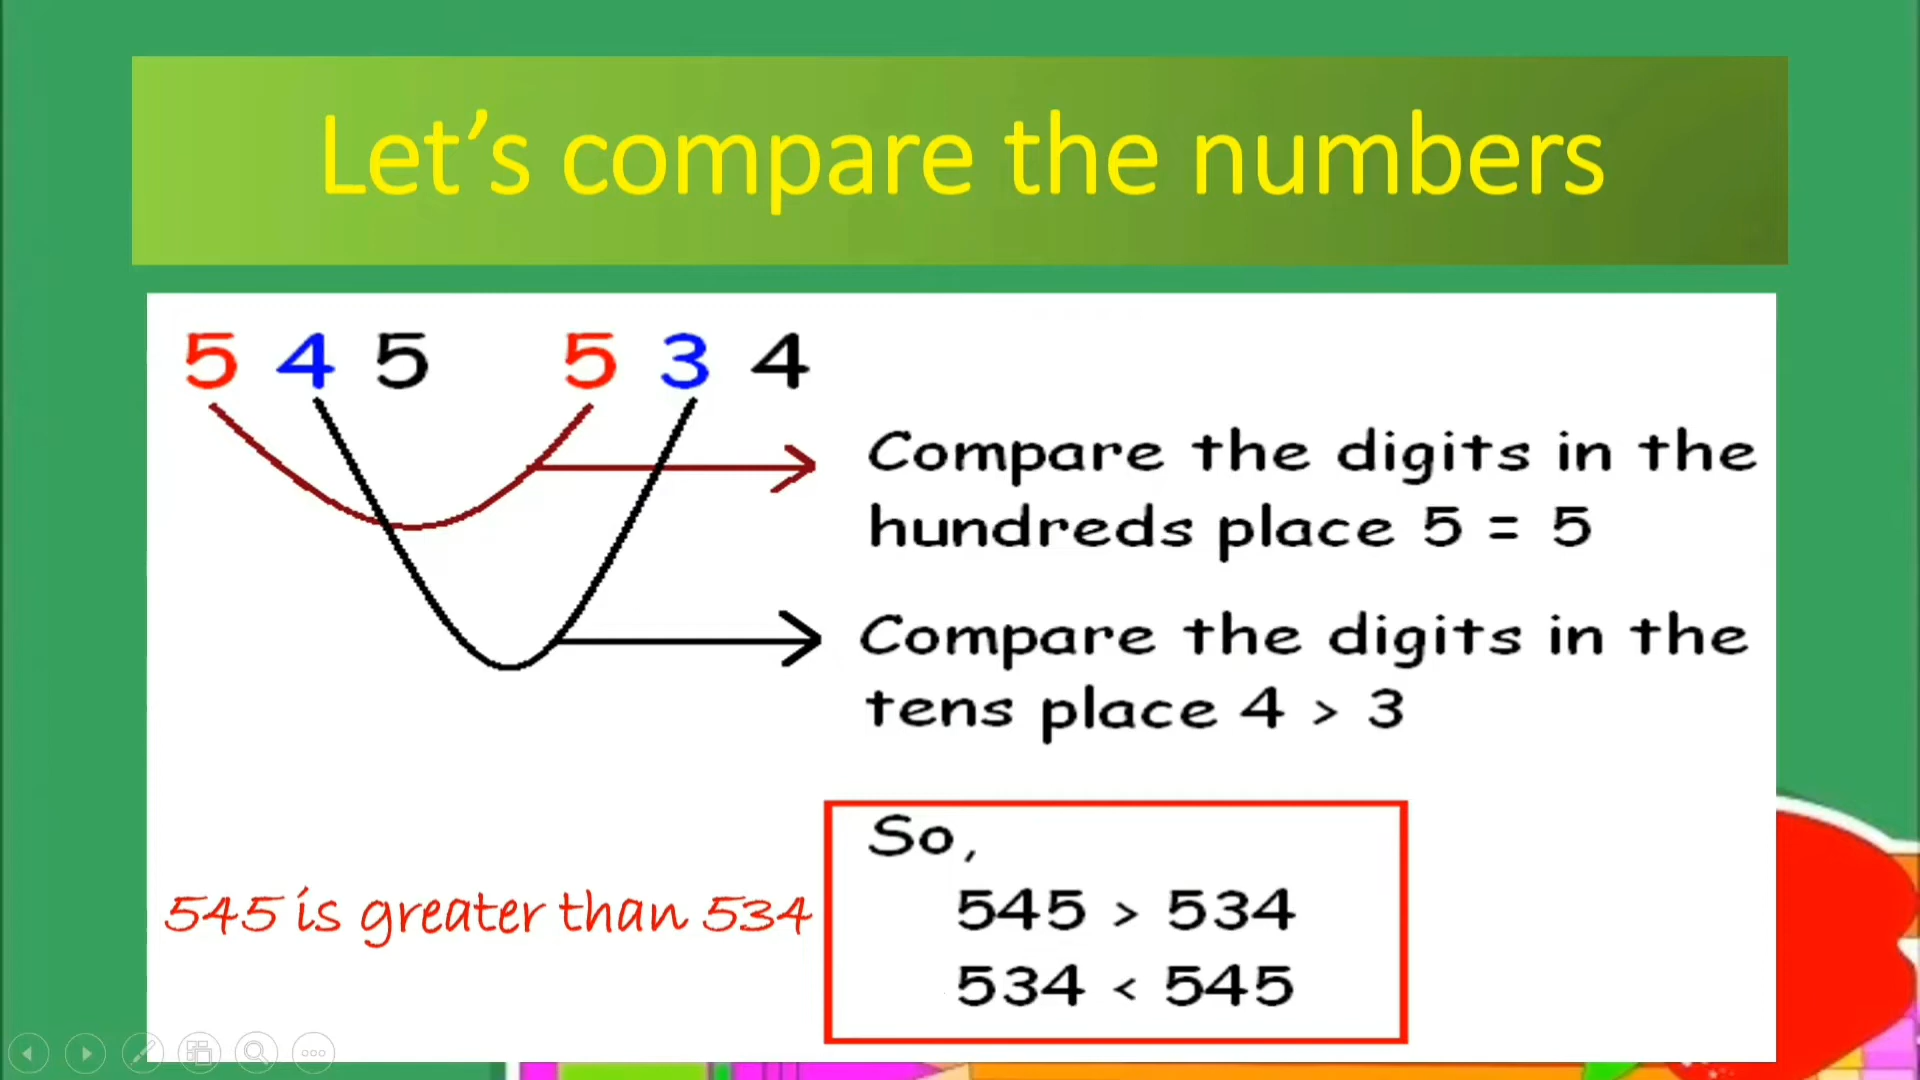 Let's compare the numbers
5 4 5 5 3 4
Compare the digits in the
hundreds place 5 = 5
Compare the digits in the
tens place 4 > 3
So,
545 > 534
534 < 545
545 is greater than 534